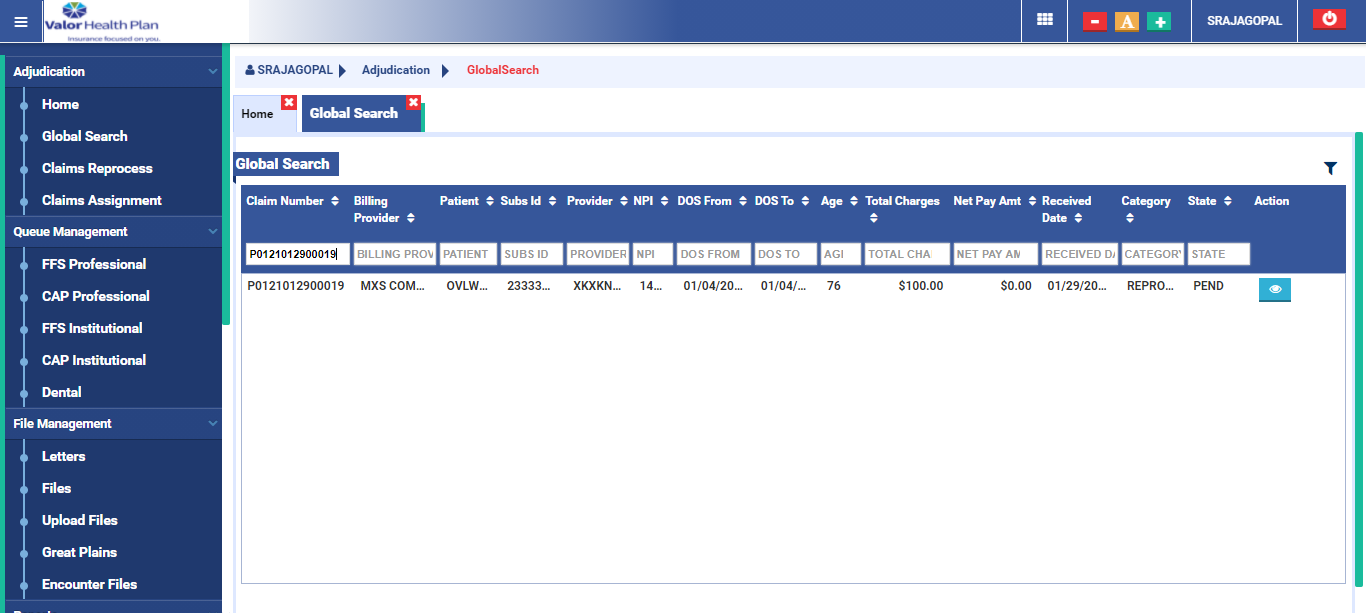 Valor Health Plan
Insurance focused on you.
A
SRAJAGOPAL
Adjudication
Home
Global Search
Claims Reprocess
Claims Assignment
Queue Management
FFS Professional
CAP Professional
FFS Institutional
CAP Institutional
Dental
File Management
Letters
Files
Upload Files
Great Plains
Encounter Files
SRAJAGOPAL Adjudication GlobalSearch
Home Global Search
Global Search
Claim Number Billing Provider Patient Subs Id Provider NPI DOS From DOS To Age Total Charges Net Pay Amt Received Date Category State Action
P0121012900019 BILLING PROV PATIENT SUBS ID PROVIDER NPI DOS FROM DOS TO AGI TOTAL CHA NET PAY AM RECEIVED DA CATEGORY STATE
P0121012900019 MXS COM... OVLW... 23333... XKXKN... 14... 01/04/20... 01/04/... 76 $100.00 $0.00 01/29/20... REPRO... PEND